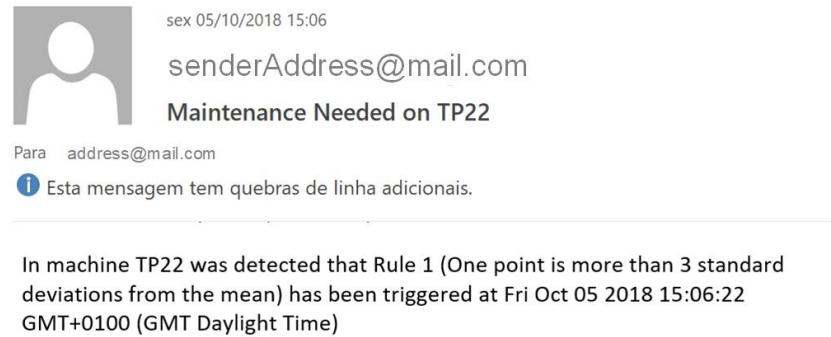 sex 05/10/2018 15:06
senderAddress@mail.com
Maintenance Needed on TP22
Para address@mail.com
Esta mensagem tem quebras de linha adicionais.
In machine TP22 was detected that Rule 1 (One point is more than 3 standard
deviations from the mean) has been triggered at Fri Oct 05 2018 15:06:22
GMT+0100 (GMT Daylight Time)